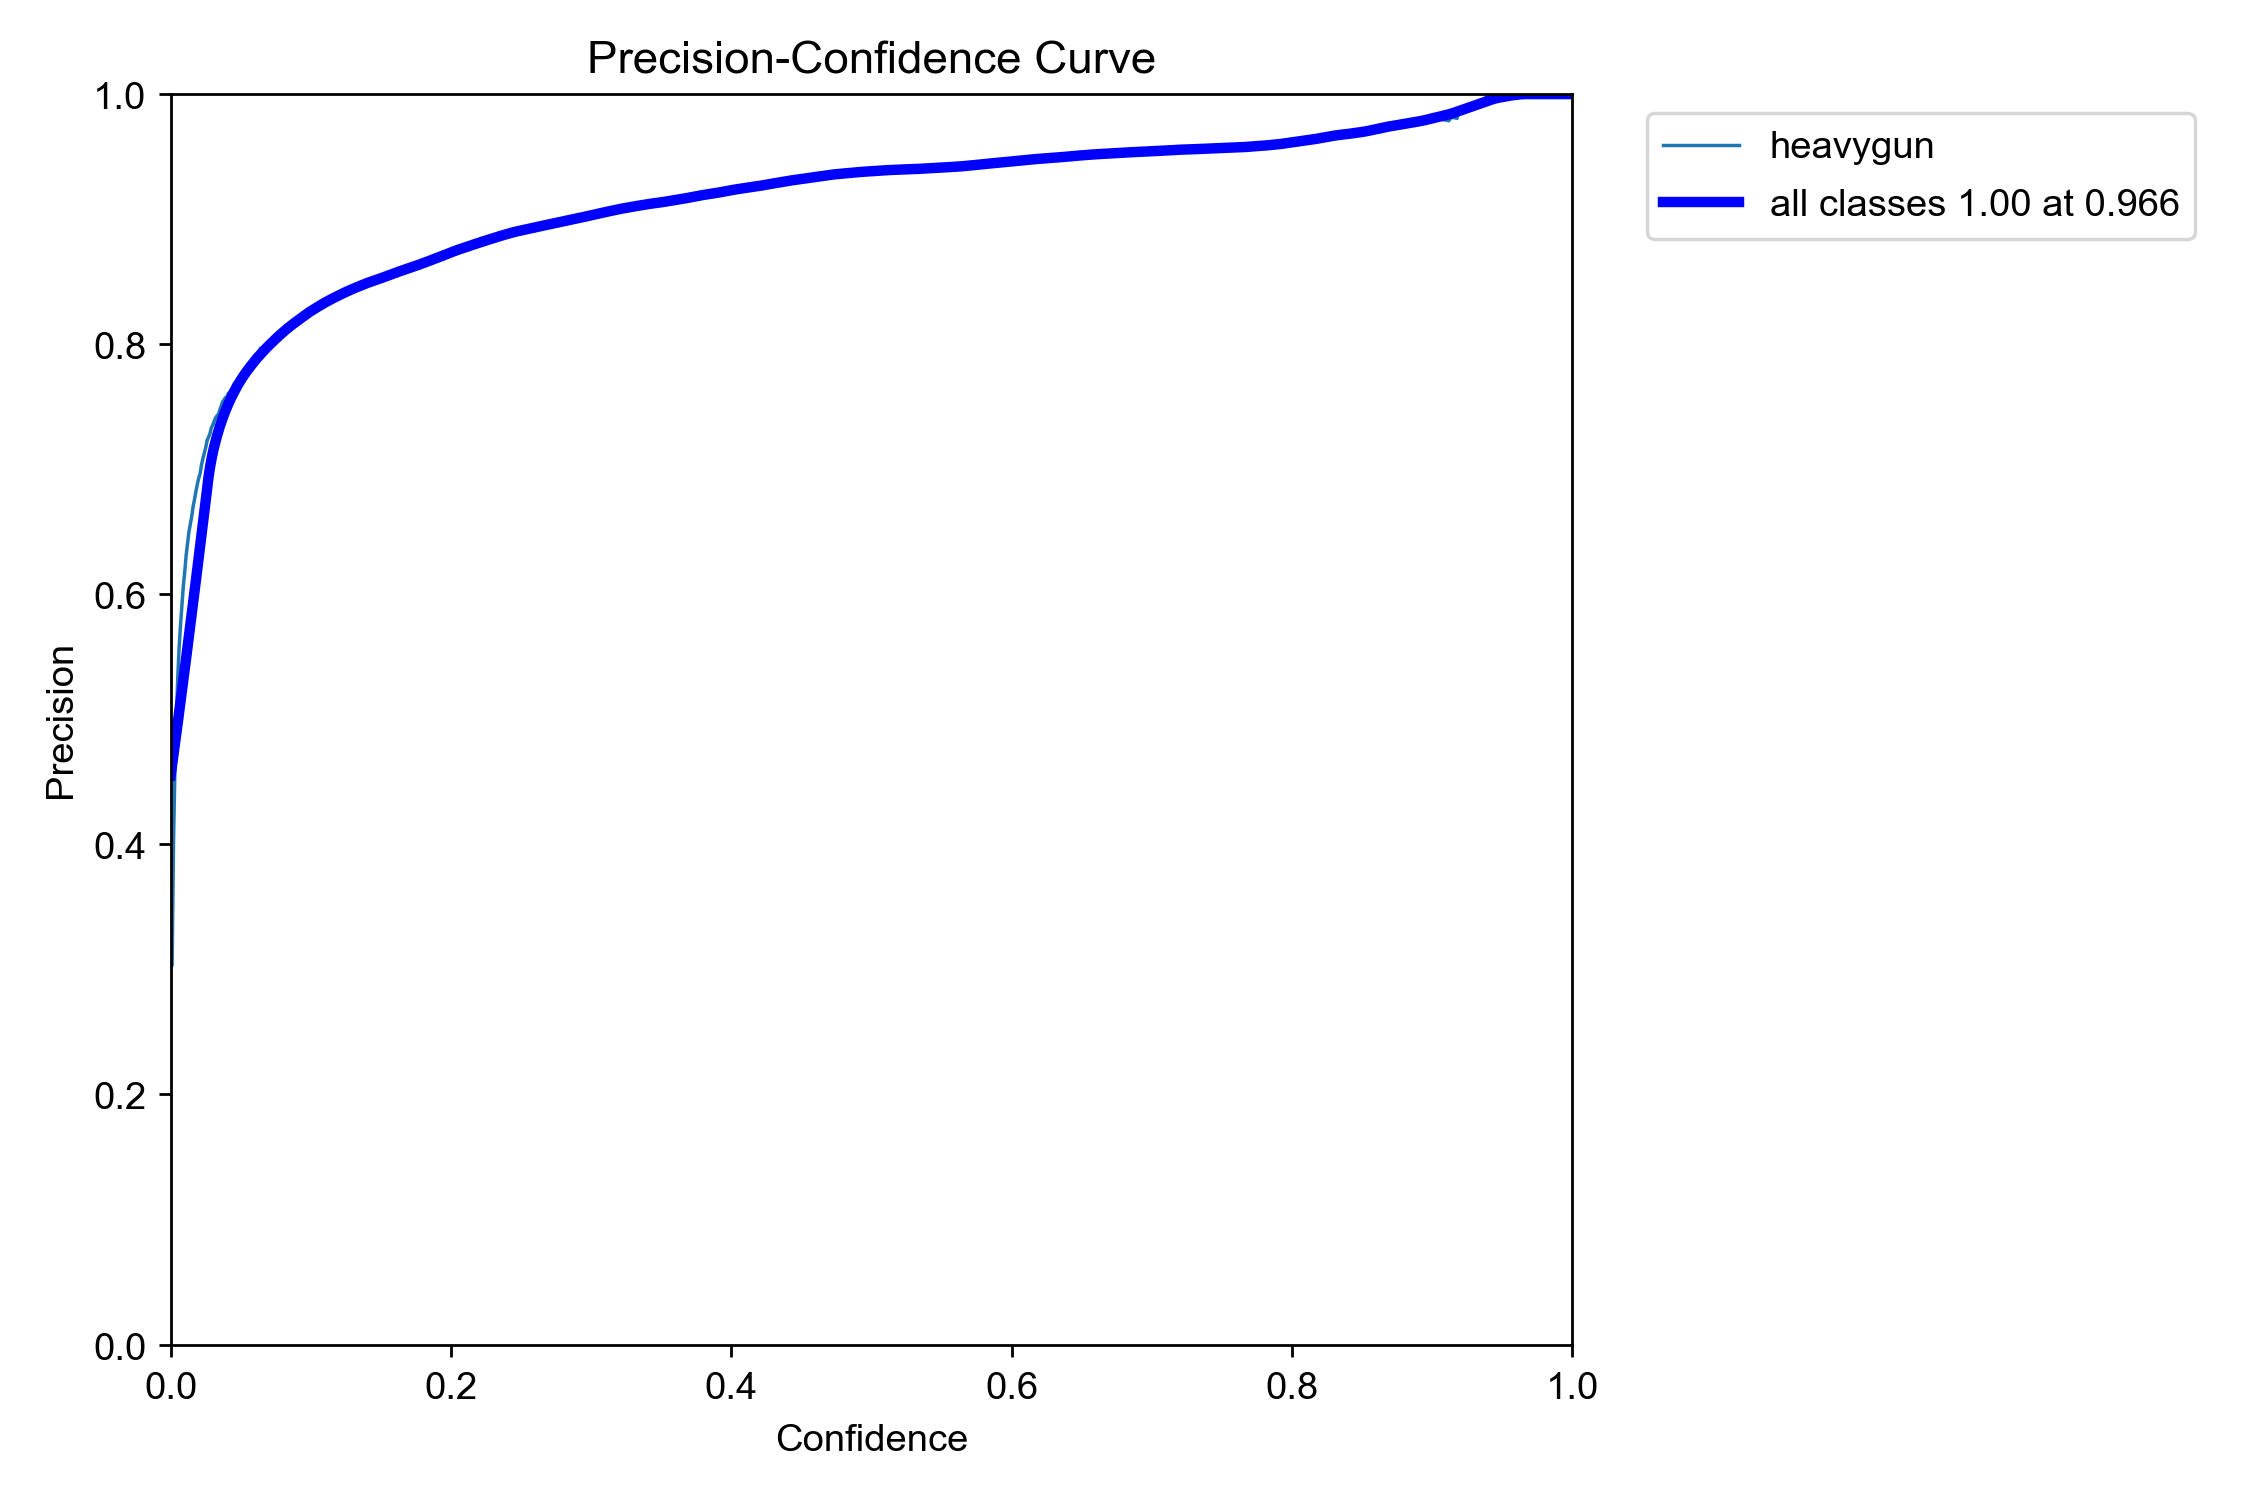 Precision-Confidence Curve
1.0
0.8
0.6
0.4
0.2
0.0
Precision
0.0 0.2 0.4 0.6 0.8 1.0
Confidence
heavygun
all classes 1.00 at 0.966